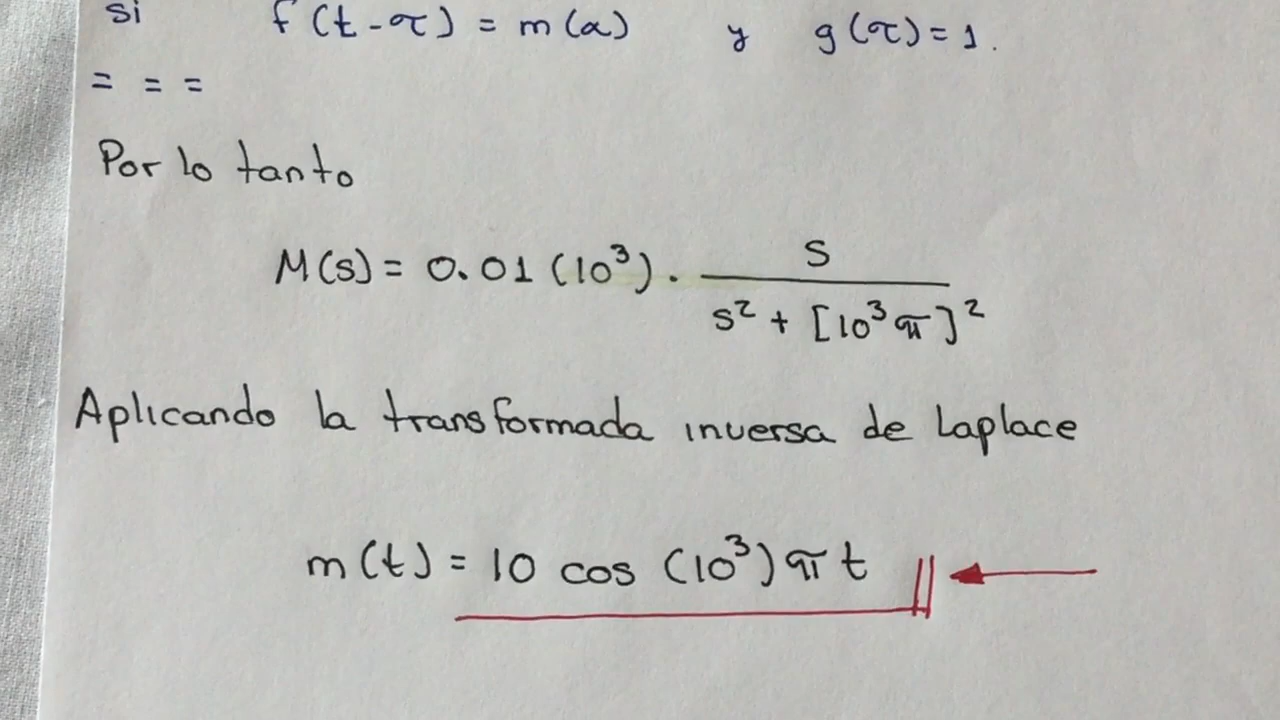 si f(t-τ) = m(α) y g(τ)=1.
= = =
Por lo tanto
M(s) = 0.01 (10³) · s / s² + [10³π]²
Aplicando la transformada inversa de Laplace
m(t) = 10 cos (10³) π t